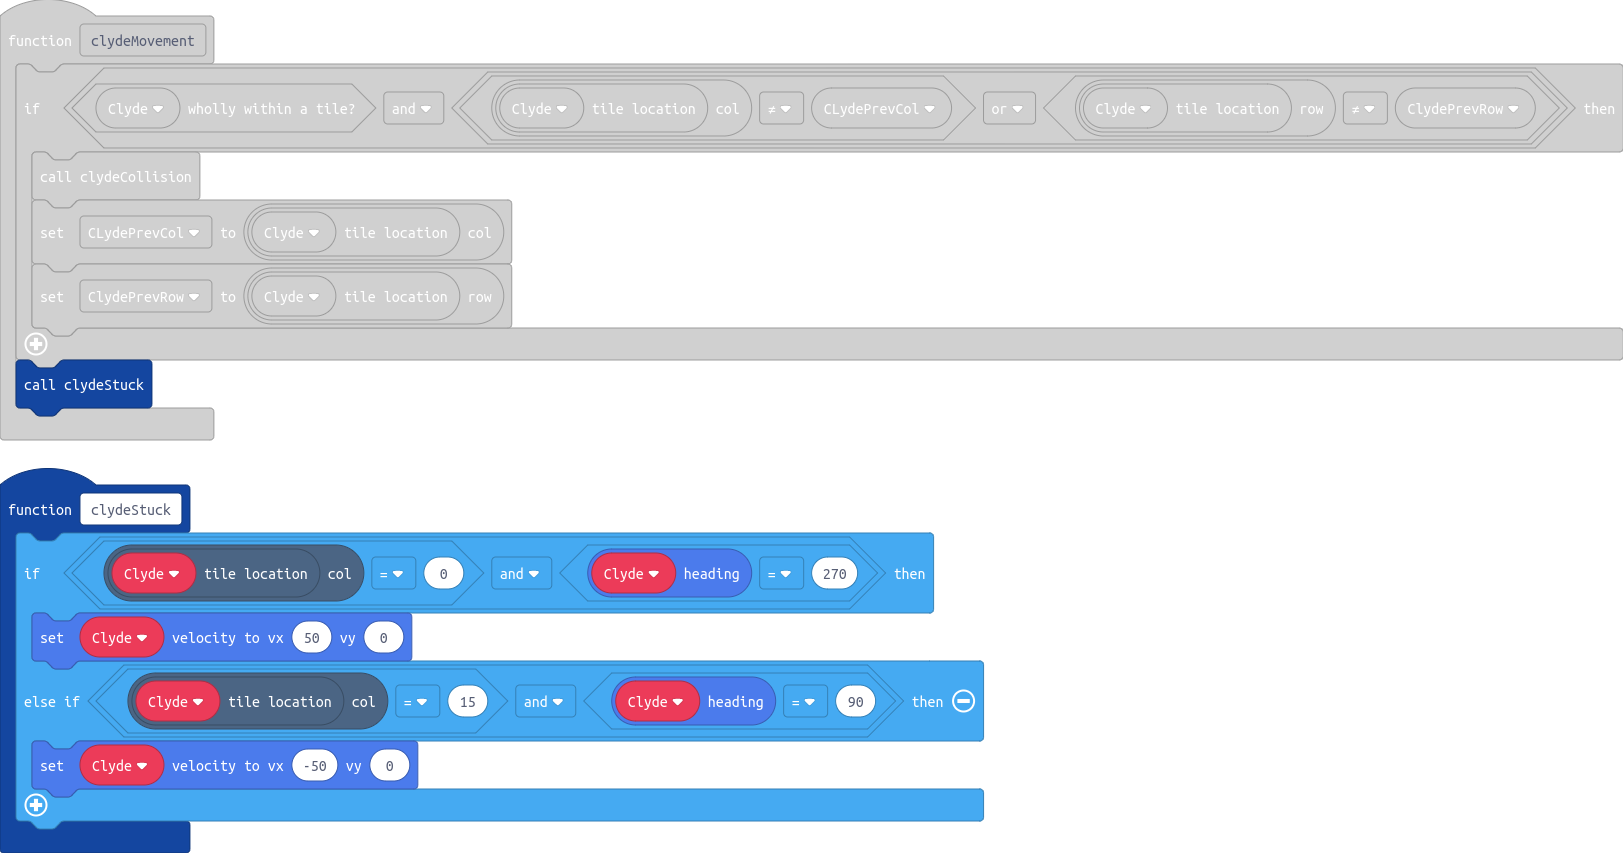 function clydeMovement
if Clyde wholly within a tile? and Clyde tile location col ≠ CLydePrevCol or Clyde tile location row ≠ ClydePrevRow then
call clydeCollision
set CLydePrevCol to Clyde tile location col
set ClydePrevRow to Clyde tile location row
call clydeStuck
function clydeStuck
if Clyde tile location col = 0 and Clyde heading = 270 then
set Clyde velocity to vx 50 vy 0
else if Clyde tile location col = 15 and Clyde heading = 90 then
set Clyde velocity to vx -50 vy 0